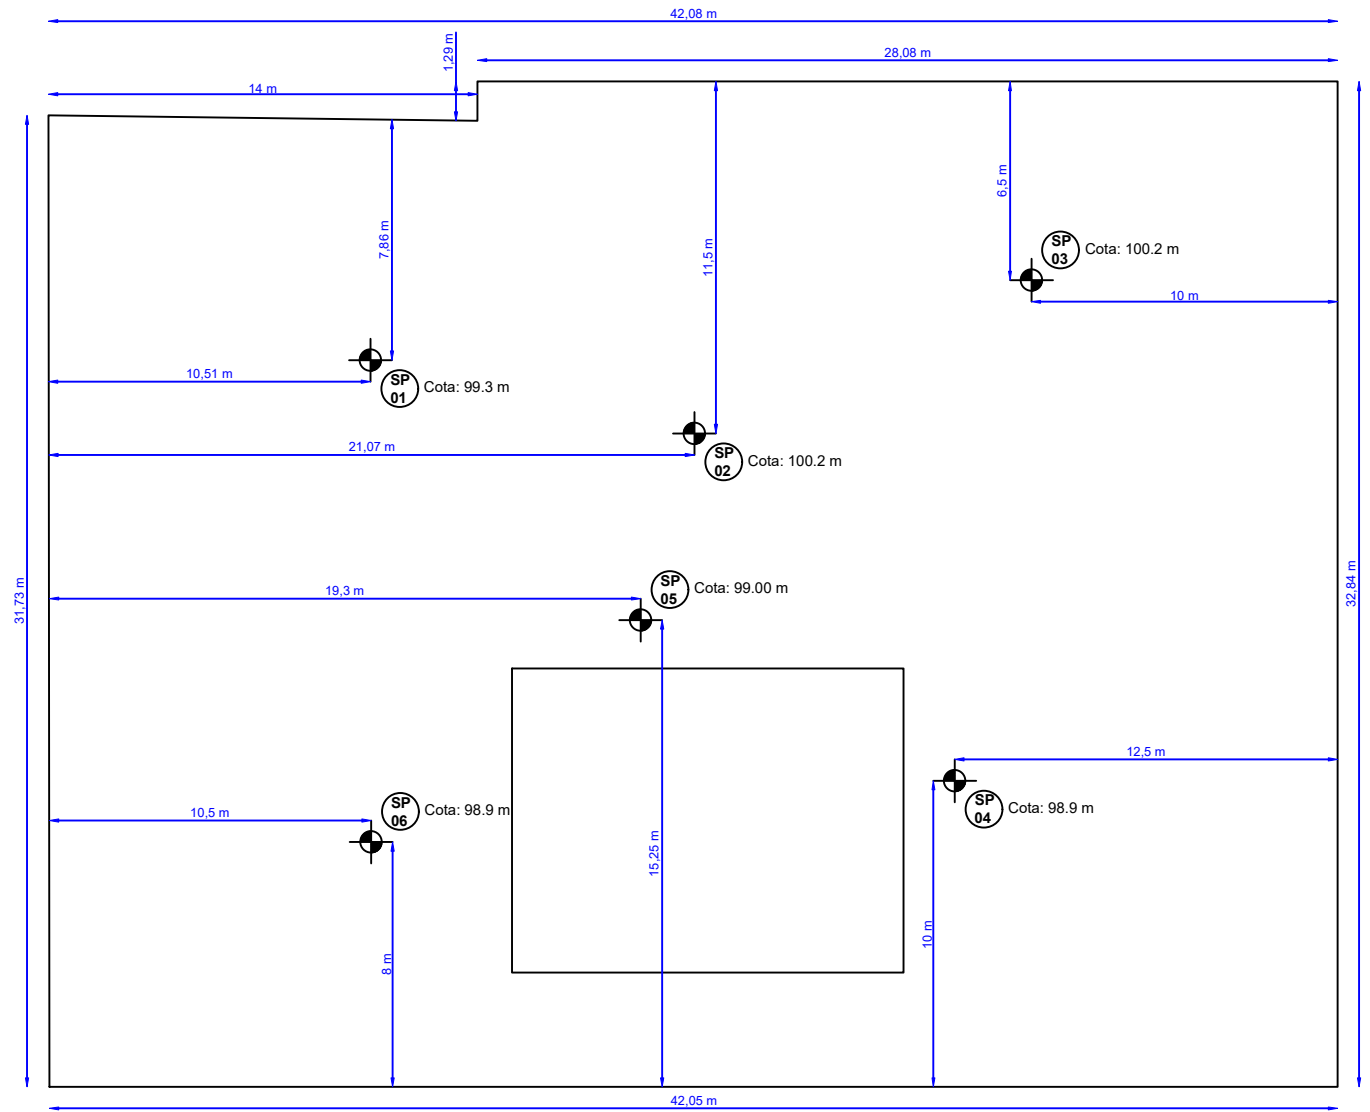 42,08 m
1,29 m
28,08 m
14 m
6,5 m
7,86 m
11,5 m
SP
03
Cota: 100.2 m
10 m
10,51 m
SP
01
Cota: 99.3 m
21,07 m
SP
02
Cota: 100.2 m
31,73 m
32,84 m
19,3 m
SP
05
Cota: 99.00 m
12,5 m
10,5 m
SP
06
Cota: 98.9 m
SP
04
Cota: 98.9 m
15,25 m
10 m
8 m
42,05 m